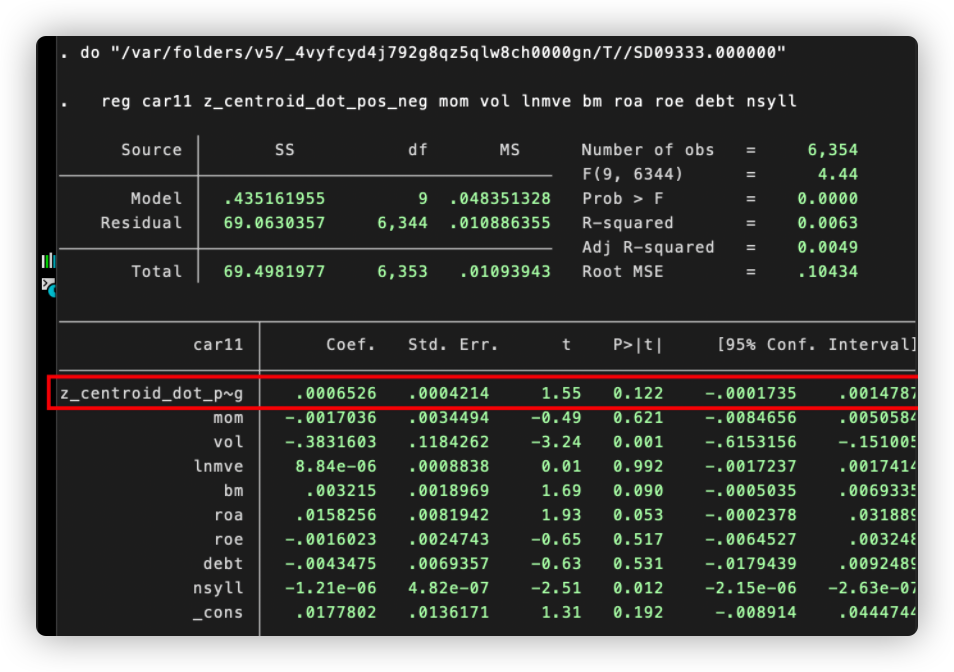 . do "/var/folders/v5/_4vyfcyd4j792g8qz5qlw8ch0000gn/T//SD09333.000000"
. reg car11 z_centroid_dot_pos_neg mom vol lnmve bm roa roe debt nsyll
Source SS df MS Number of obs = 6,354
F(9, 6344) = 4.44
Model .435161955 9 .048351328 Prob > F = 0.0000
Residual 69.0630357 6,344 .010886355 R-squared = 0.0063
Adj R-squared = 0.0049
Total 69.4981977 6,353 .01093943 Root MSE = .10434
car11 Coef. Std. Err. t P>|t| [95% Conf. Interval]
z_centroid_dot_p~g .0006526 .0004214 1.55 0.122 -.0001735 .0014787
mom -.0017036 .0034494 -0.49 0.621 -.0084656 .0050584
vol -.3831603 .1184262 -3.24 0.001 -.6153156 -.151005
lnmve 8.84e-06 .0008838 0.01 0.992 -.0017237 .0017414
bm .003215 .0018969 1.69 0.090 -.0005035 .0069335
roa .0158256 .0081942 1.93 0.053 -.0002378 .031889
roe -.0016023 .0024743 -0.65 0.517 -.0064527 .003248
debt -.0043475 .0069357 -0.63 0.531 -.0179439 .0092489
nsyll -1.21e-06 4.82e-07 -2.51 0.012 -2.15e-06 -2.63e-07
_cons .0177802 .0136171 1.31 0.192 -.008914 .0444744